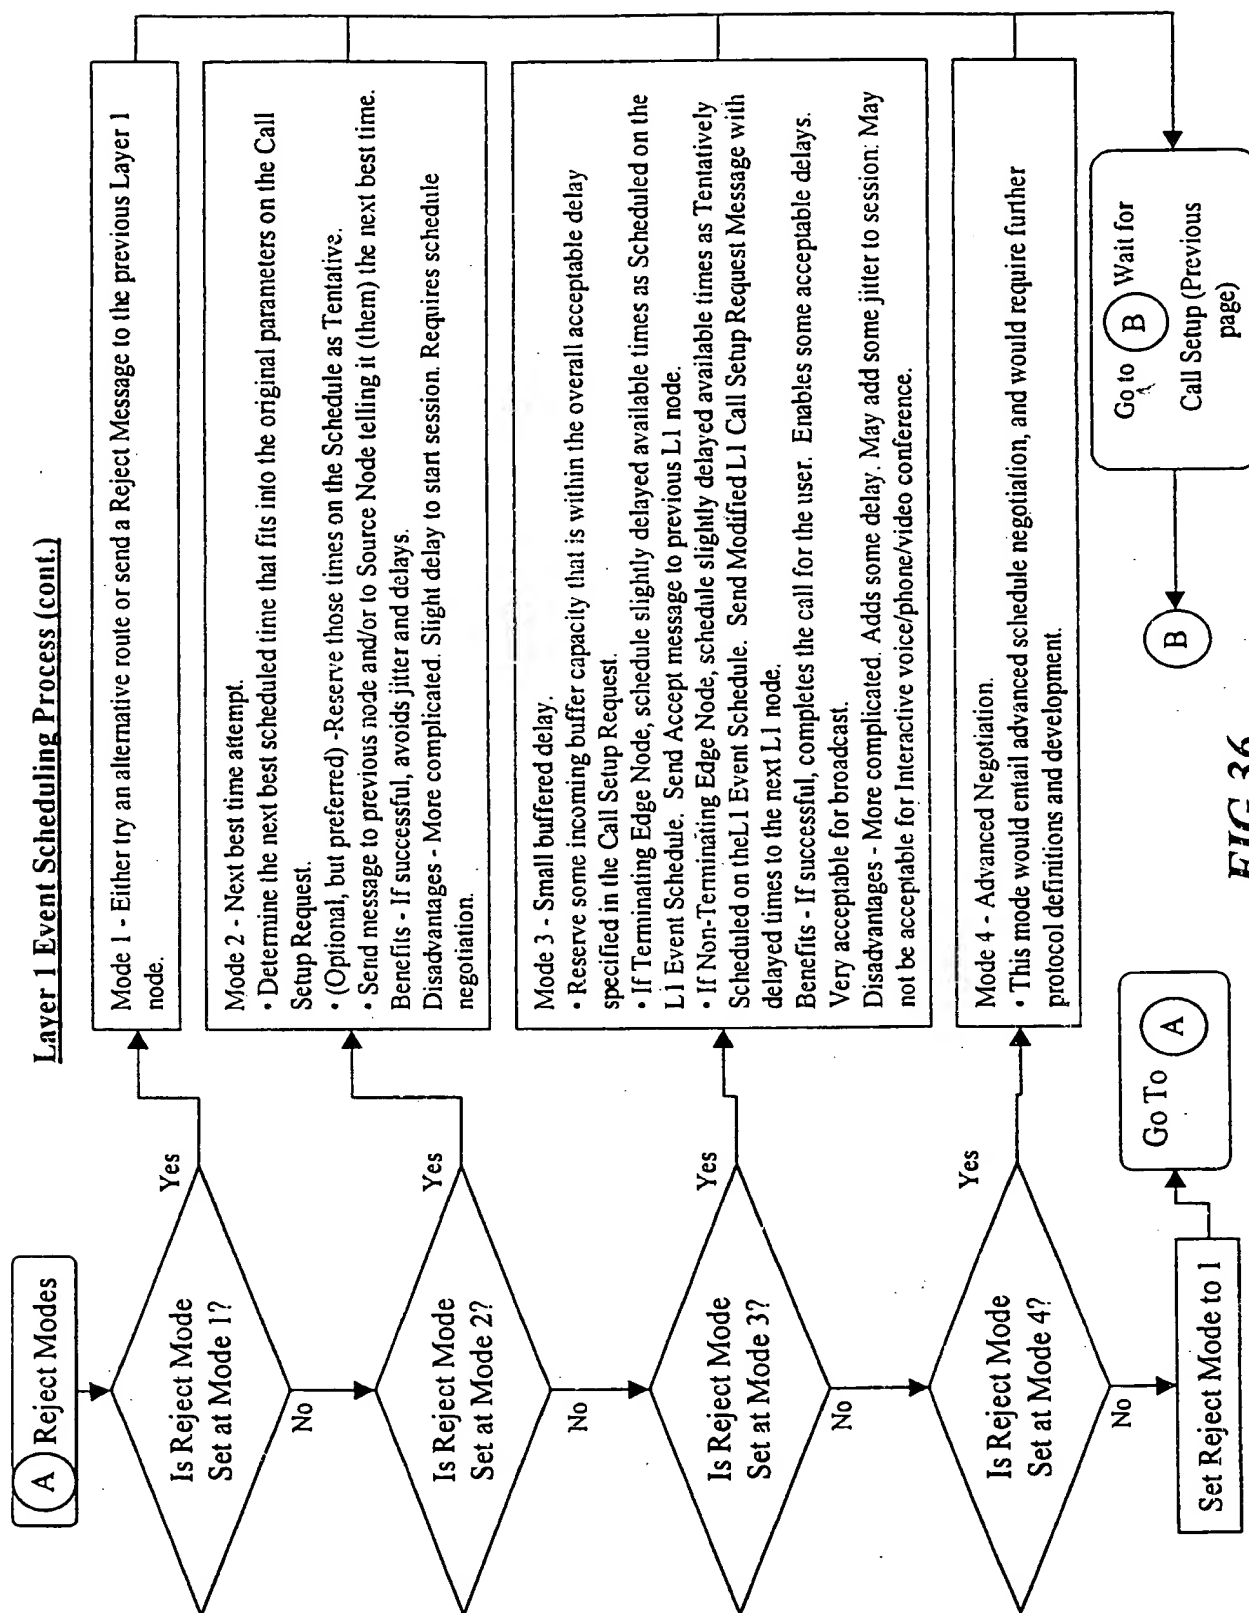 Layer 1 Event Scheduling Process (cont.)
A Reject Modes
Is Reject Mode
Set at Mode 1?
Yes
No
Mode 1 - Either try an alternative route or send a Reject Message to the previous Layer 1
node.
Is Reject Mode
Set at Mode 2?
Yes
No
Mode 2 - Next best time attempt.
• Determine the next best scheduled time that fits into the original parameters on the Call
Setup Request.
• (Optional, but preferred) -Reserve those times on the Schedule as Tentative.
• Send message to previous node and/or to Source Node telling it (them) the next best time.
Benefits - If successful, avoids jitter and delays.
Disadvantages - More complicated. Slight delay to start session. Requires schedule
negotiation.
Is Reject Mode
Set at Mode 3?
Yes
No
Mode 3 - Small buffered delay.
• Reserve some incoming buffer capacity that is within the overall acceptable delay
specified in the Call Setup Request.
• If Terminating Edge Node, schedule slightly delayed available times as Scheduled on the
L1 Event Schedule. Send Accept message to previous L1 node.
• If Non-Terminating Edge Node, schedule slightly delayed available times as Tentatively
Scheduled on theL1 Event Schedule. Send Modified L1 Call Setup Request Message with
delayed times to the next L1 node.
Benefits - If successful, completes the call for the user. Enables some acceptable delays.
Very acceptable for broadcast.
Disadvantages - More complicated. Adds some delay. May add some jitter to session: May
not be acceptable for Interactive voice/phone/video conference.
Is Reject Mode
Set at Mode 4?
Yes
No
Mode 4 - Advanced Negotiation.
• This mode would entail advanced schedule negotiation, and would require further
protocol definitions and development.
Set Reject Mode to 1
Go To A
B
Go to B Wait for
Call Setup (Previous
page)
FIG 36